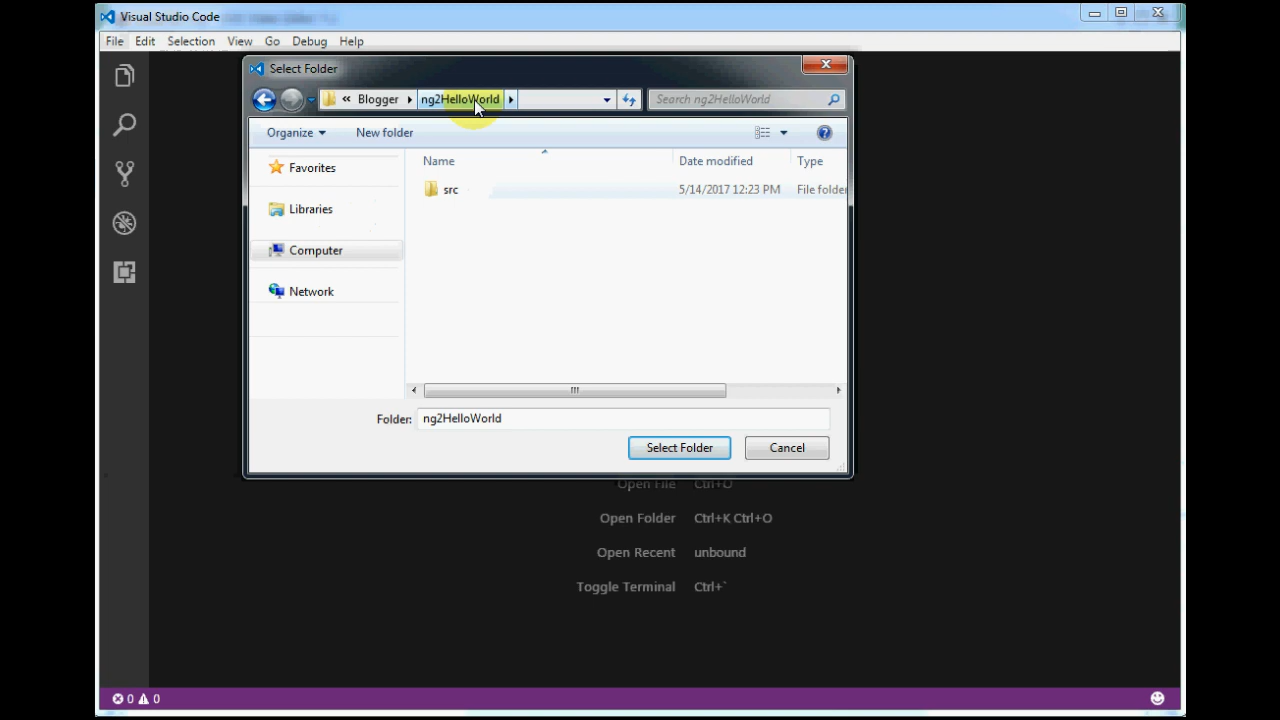 Visual Studio Code
File Edit Selection View Go Debug Help
Select Folder
« Blogger ng2HelloWorld Search ng2HelloWorld
Organize New folder
Favorites
Libraries
Computer
Network
Name Date modified Type
src 5/14/2017 12:23 PM File folder
Folder: ng2HelloWorld
Select Folder Cancel
Open File Ctrl+O
Open Folder Ctrl+K Ctrl+O
Open Recent unbound
Toggle Terminal Ctrl+`
0 0